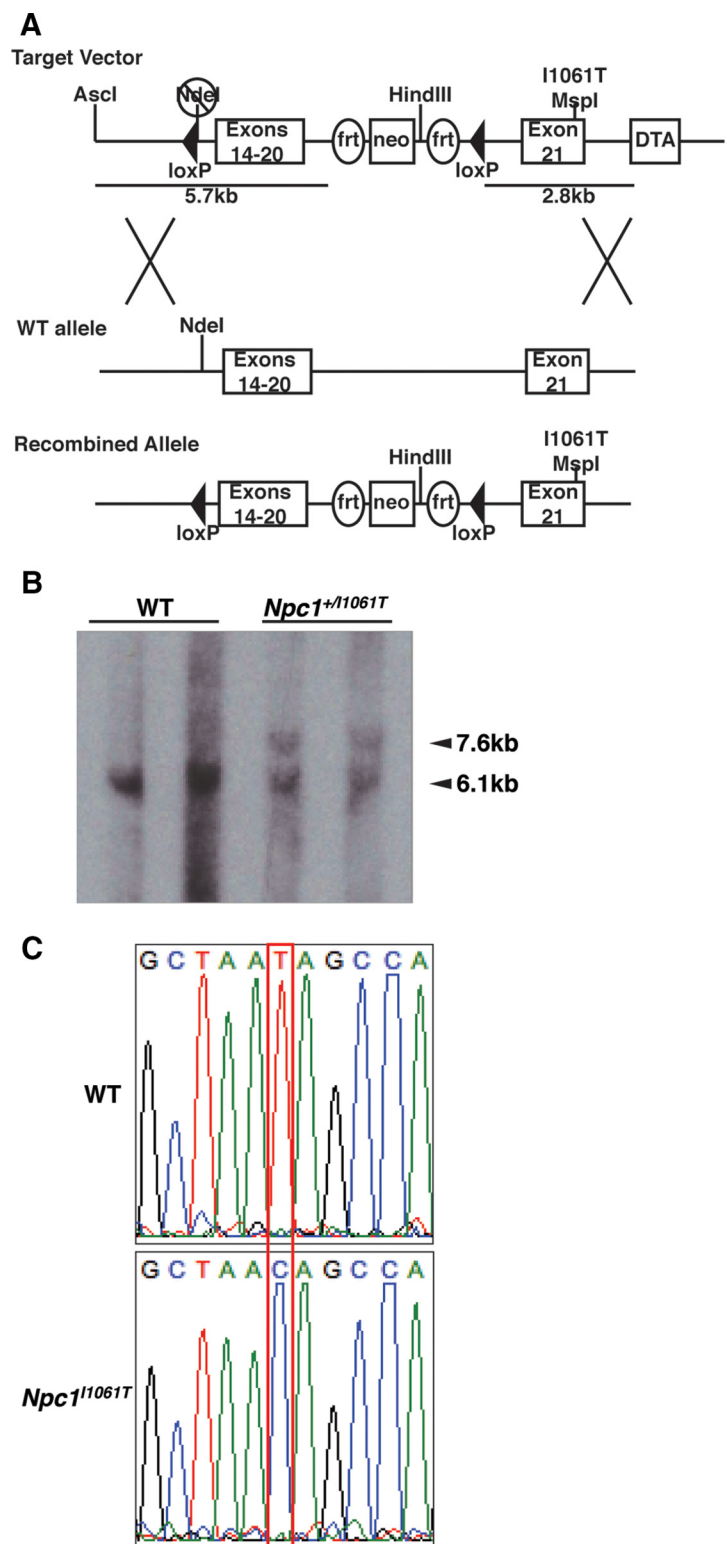 A
Target Vector
AscI
NdeI
HindIII
I1061T
MspI
Exons
14-20
frt
neo
frt
Exon
21
DTA
loxP
loxP
5.7kb
2.8kb
WT allele
NdeI
Exons
14-20
Exon
21
Recombined Allele
HindIII
I1061T
MspI
Exons
14-20
frt
neo
frt
Exon
21
loxP
loxP
B
WT
Npc1+/I1061T
7.6kb
6.1kb
C
G C T A A T A G C C A
WT
G C T A A C A G C C A
Npc1I1061T